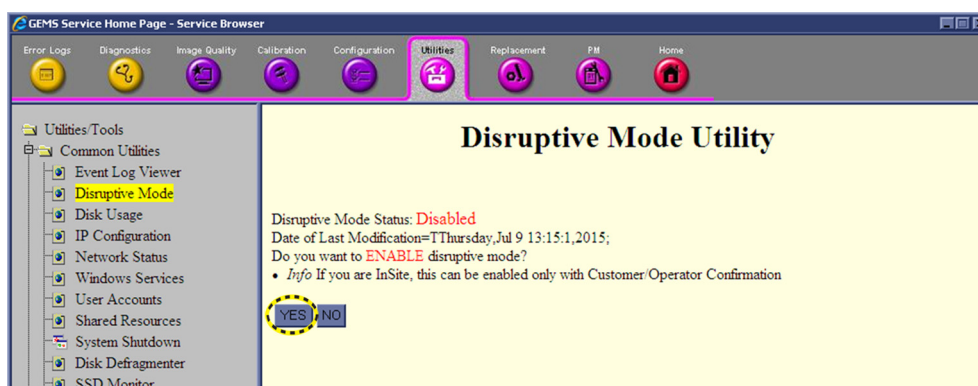 GEMS Service Home Page - Service Browser
Error Logs Diagnostics Image Quality Calibration Configuration Utilities Replacement PM Home
Utilities/Tools
Common Utilities
Event Log Viewer
Disruptive Mode
Disk Usage
IP Configuration
Network Status
Windows Services
User Accounts
Shared Resources
System Shutdown
Disk Defragmenter
SSD Monitor
Disruptive Mode Utility
Disruptive Mode Status: Disabled
Date of Last Modification=TThursday,Jul 9 13:15:1,2015;
Do you want to ENABLE disruptive mode?
• Info If you are InSite, this can be enabled only with Customer/Operator Confirmation
YES NO